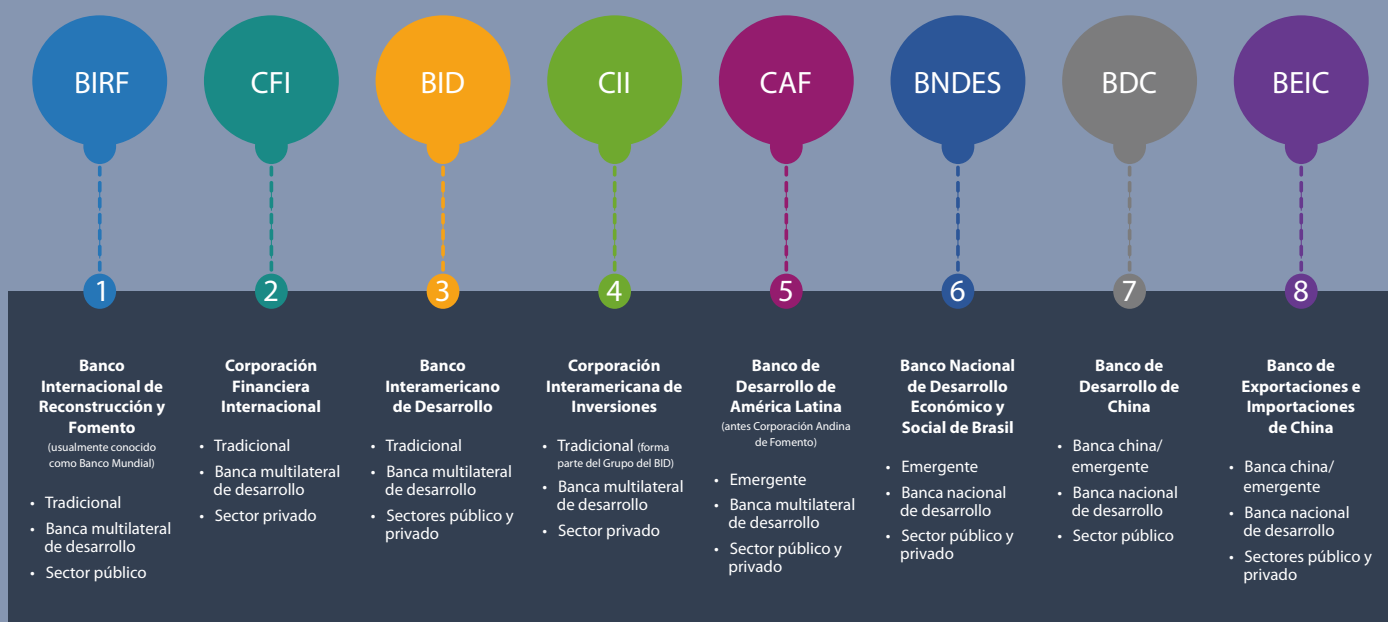 BIRF
CFI
BID
CII
CAF
BNDES
BDC
BEIC
1
2
3
4
5
6
7
8
Banco
Internacional de
Reconstrucción y
Fomento
(usualmente conocido
como Banco Mundial)
• Tradicional
• Banca multilateral
de desarrollo
• Sector público
Corporación
Financiera
Internacional
• Tradicional
• Banca multilateral
de desarrollo
• Sector privado
Banco
Interamericano
de Desarrollo
• Tradicional
• Banca multilateral
de desarrollo
• Sectores público y
privado
Corporación
Interamericana de
Inversiones
• Tradicional (forma
parte del Grupo del BID)
• Banca multilateral
de desarrollo
• Sector privado
Banco de
Desarrollo de
América Latina
(antes Corporación Andina
de Fomento)
• Emergente
• Banca multilateral
de desarrollo
• Sector público y
privado
Banco Nacional
de Desarrollo
Económico y
Social de Brasil
• Emergente
• Banca nacional
de desarrollo
• Sector público y
privado
Banco de
Desarrollo de
China
• Banca china/
emergente
• Banca nacional
de desarrollo
• Sector público
Banco de
Exportaciones e
Importaciones
de China
• Banca china/
emergente
• Banca nacional
de desarrollo
• Sectores público y
privado